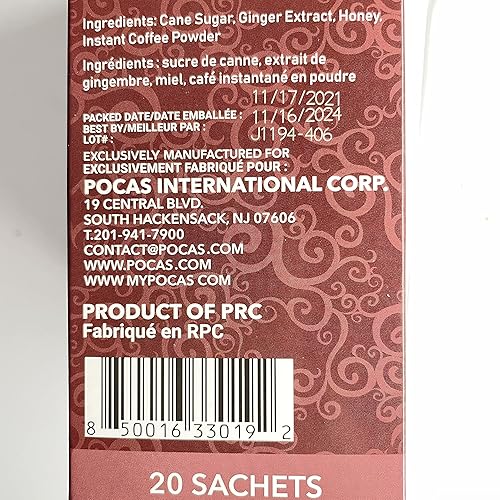 Ingredients: Cane Sugar, Ginger Extract, Honey,
Instant Coffee Powder
Ingrédients : sucre de canne, extrait de
gingembre, miel, café instantané en poudre
PACKED DATE/DATE EMBALLÉE : 11/17/2021
BEST BY/MEILLEUR PAR : 11/16/2024
LOT# : J1194-406
EXCLUSIVELY MANUFACTURED FOR
EXCLUSIVEMENT FABRIQUÉ POUR :
POCAS INTERNATIONAL CORP.
19 CENTRAL BLVD.
SOUTH HACKENSACK, NJ 07606
T.201-941-7900
CONTACT@POCAS.COM
WWW.POCAS.COM
WWW.MYPOCAS.COM
PRODUCT OF PRC
Fabriqué en RPC
8 50016 33019 2
20 SACHETS